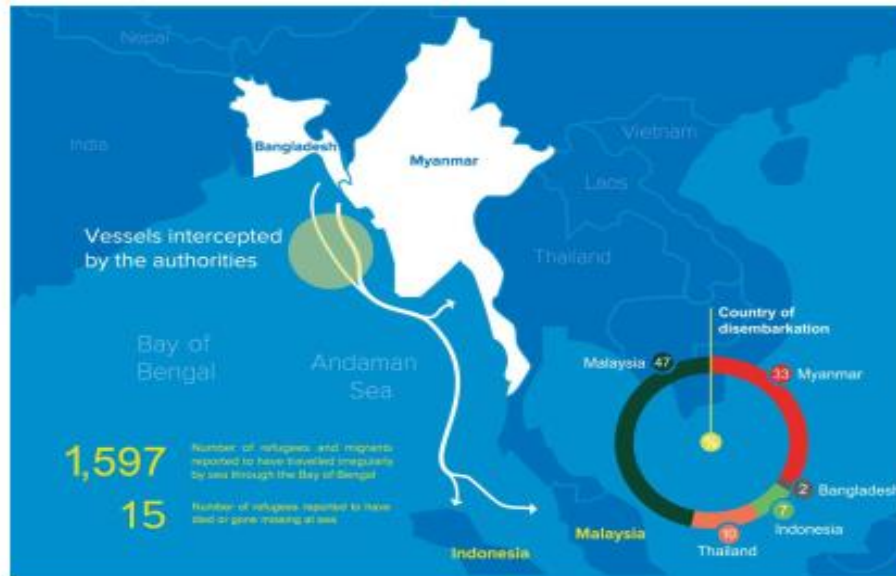 Nepal
India
Bangladesh
Myanmar
Vietnam
Laos
Thailand
Vessels intercepted
by the authorities
Bay of
Bengal
Andaman
Sea
Country of
disembarkation
Malaysia 47
33 Myanmar
%
2 Bangladesh
7
Indonesia
10
Thailand
1,597
Number of refugees and migrants
reported to have travelled irregularly
by sea through the Bay of Bengal
15
Number of refugees reported to have
died or gone missing at sea
Indonesia
Malaysia